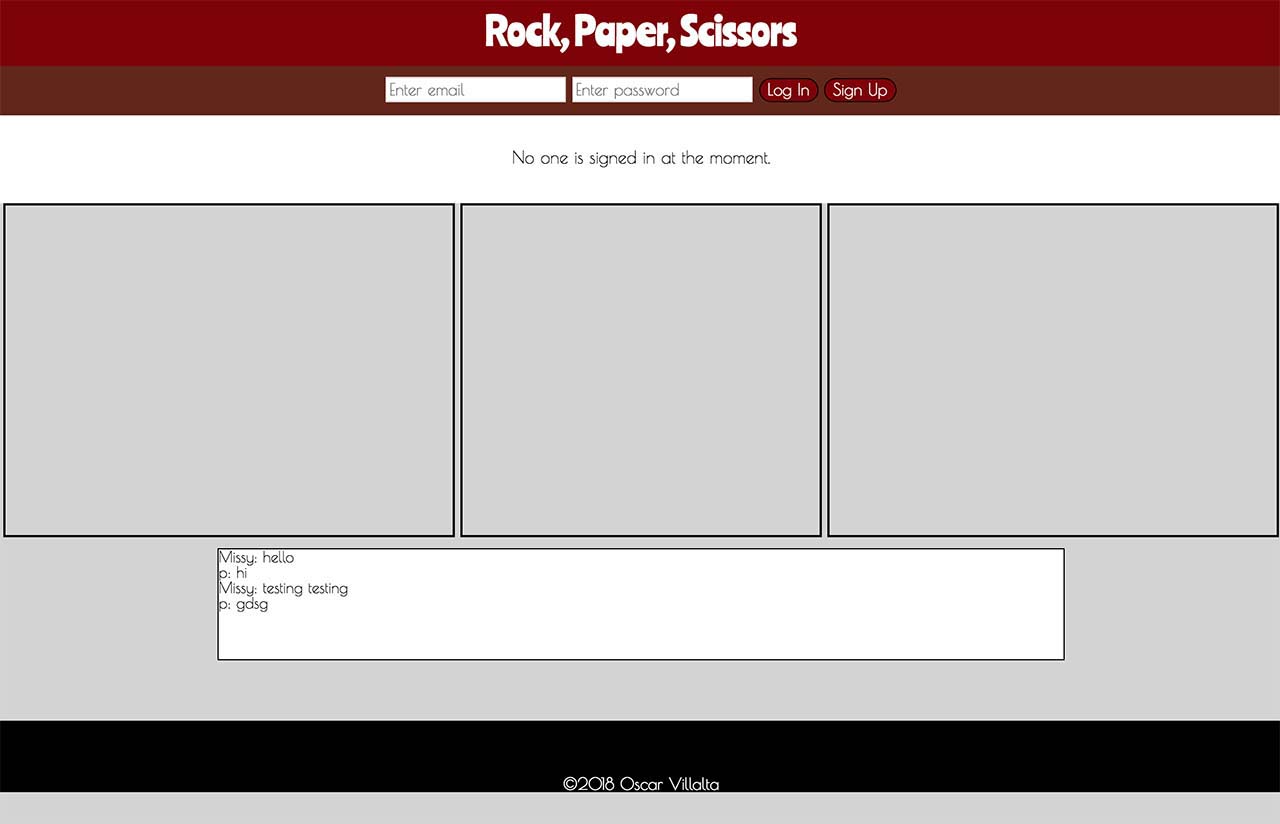 Rock, Paper, Scissors
Enter email Enter password Log In Sign Up
No one is signed in at the moment.
Missy: hello
p: hi
Missy: testing testing
p: gdsg
©2018 Oscar Villalta